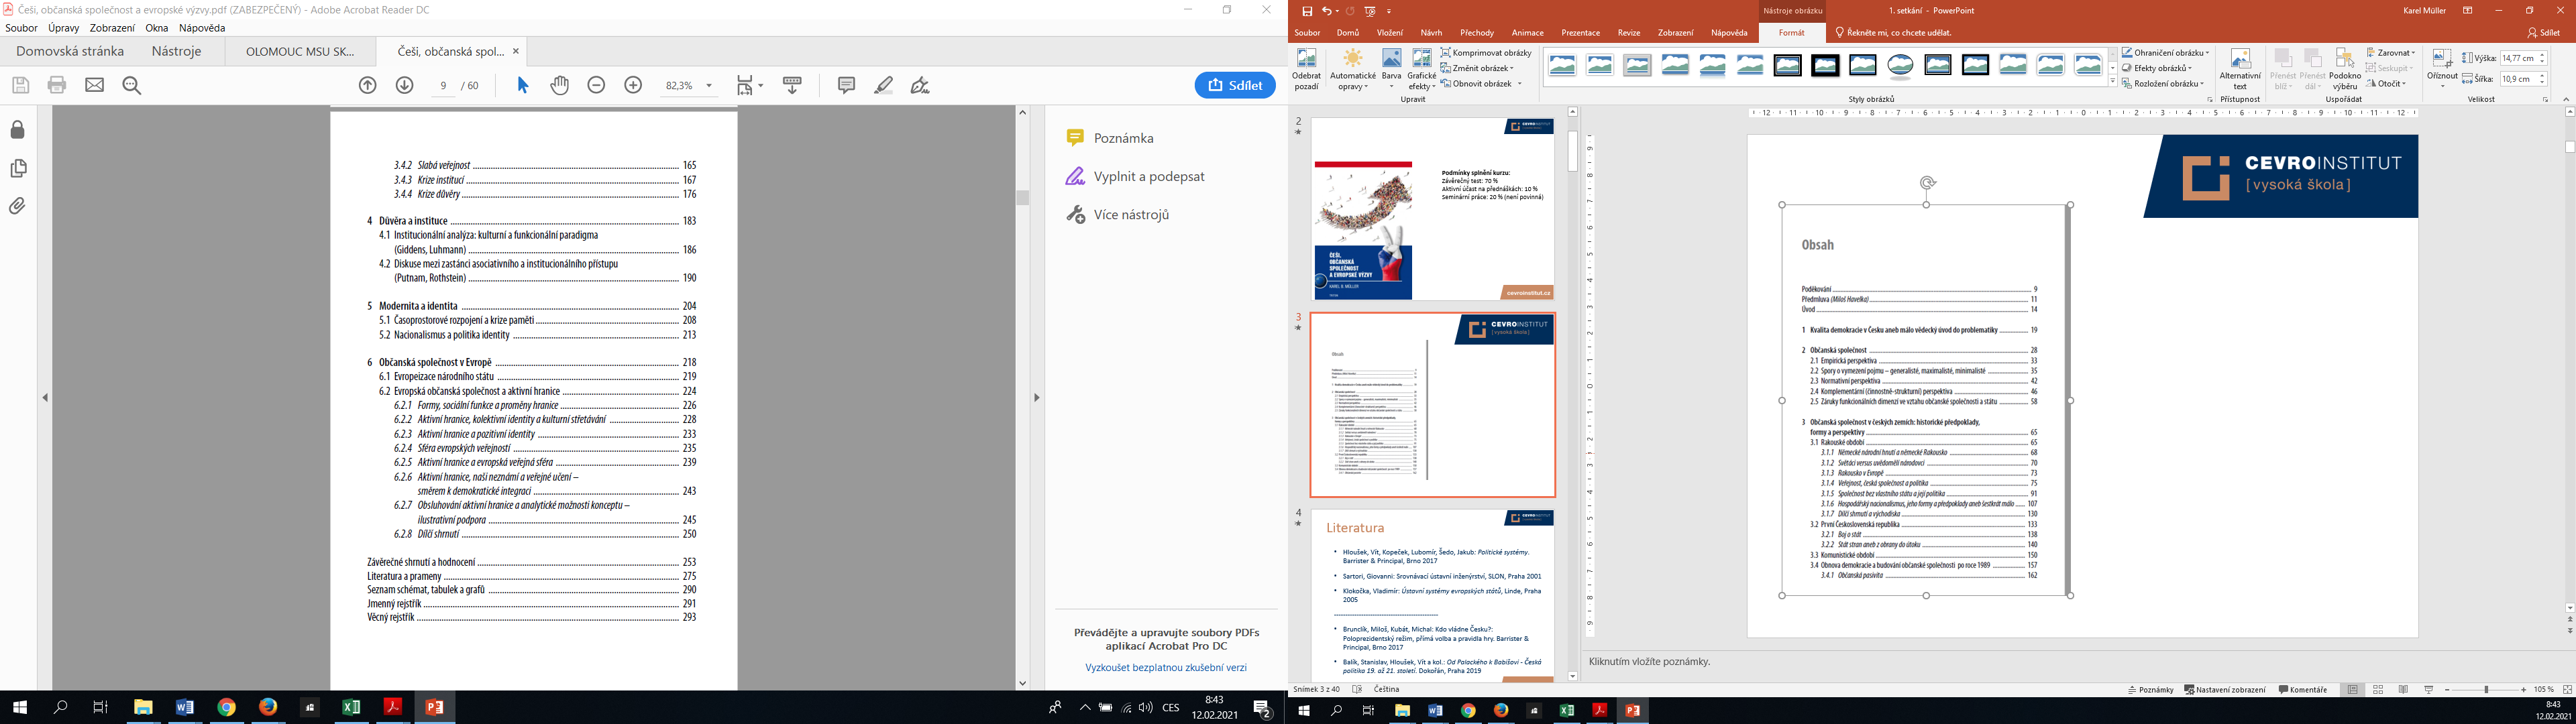 Češi, občanská společnost a evropské výzvy.pdf (ZABEZPEČENÝ) - Adobe Acrobat Reader DC
Soubor Úpravy Zobrazení Okna Nápověda
Domovská stránka Nástroje OLOMOUC MSU SK... Češi, občanská spol... ×
9 / 60 82,3% Sdílet
3.4.2 Slabá veřejnost 165
3.4.3 Krize institucí 167
3.4.4 Krize důvěry 176
4 Důvěra a instituce 183
4.1 Institucionální analýza: kulturní a funkcionální paradigma
(Giddens, Luhmann) 186
4.2 Diskuse mezi zastánci asociativního a institucionálního přístupu
(Putnam, Rothstein) 190
5 Modernita a identita 204
5.1 Časoprostorové rozpojení a krize paměti 208
5.2 Nacionalismus a politika identity 213
6 Občanská společnost v Evropě 218
6.1 Evropeizace národního státu 219
6.2 Evropská občanská společnost a aktivní hranice 224
6.2.1 Formy, sociální funkce a proměny hranice 226
6.2.2 Aktivní hranice, kolektivní identity a kulturní střetávání 228
6.2.3 Aktivní hranice a pozitivní identity 233
6.2.4 Sféra evropských veřejností 235
6.2.5 Aktivní hranice a evropská veřejná sféra 239
6.2.6 Aktivní hranice, naši neznámí a veřejné učení –
směrem k demokratické integraci 243
6.2.7 Obsluhování aktivní hranice a analytické možnosti konceptu –
ilustrativní podpora 245
6.2.8 Dílčí shrnutí 250
Závěrečné shrnutí a hodnocení 253
Literatura a prameny 275
Seznam schémat, tabulek a grafů 290
Jmenný rejstřík 291
Věcný rejstřík 293
Poznámka
Vyplnit a podepsat
Více nástrojů
Převádějte a upravujte soubory PDFs
aplikací Acrobat Pro DC
Vyzkoušet bezplatnou zkušební verzi
CES
8:43
12.02.2021
2
Nástroje obrázku 1. setkání - PowerPoint Karel Müller
Soubor Domů Vložení Návrh Přechody Animace Prezentace Revize Zobrazení Nápověda Formát Řekněte mi, co chcete udělat. Sdílet
Odebrat pozadí
Automatické opravy
Barva
Grafické efekty
Komprimovat obrázky
Změnit obrázek
Obnovit obrázek
Upravit
Styly obrázků
Ohraničení obrázku
Efekty obrázků
Rozložení obrázku
Alternativní text
Přístupnost
Přenést blíž
Přenést dál
Podokno výběru
Zarovnat
Seskupit
Otočit
Uspořádat
Oříznout
Výška: 14,77 cm
Šířka: 10,9 cm
Velikost
2
CEVROINSTITUT
Podmínky splnění kurzu:
Závěrečný test: 70 %
Aktivní účast na přednáškách: 10 %
Seminární práce: 20 % (není povinná)
ČEŠI,
OBČANSKÁ
SPOLEČNOST
A EVROPSKÉ VÝZVY
KAREL B. MÜLLER
cevroinstitut.cz
3
CEVROINSTITUT
[vysoká škola]
Obsah
4
Literatura
CEVROINSTITUT
• Hloušek, Vít, Kopeček, Lubomír, Šedo, Jakub: Politické systémy.
Barrister & Principal, Brno 2017
• Sartori, Giovanni: Srovnávací ústavní inženýrství, SLON, Praha 2001
• Klokočka, Vladimír: Ústavní systémy evropských států, Linde, Praha
2005
• Brunclík, Miloš, Kubát, Michal: Kdo vládne Česku?:
Poloprezidentský režim, přímá volba a pravidla hry. Barrister &
Principal, Brno 2017
• Balík, Stanislav, Hloušek, Vít a kol.: Od Palackého k Babišovi - Česká
politika 19. až 21. století. Dokořán, Praha 2019
CEVROINSTITUT
[vysoká škola]
Obsah
Poděkování 9
Předmluva (Miloš Havelka) 11
Úvod 14
1 Kvalita demokracie v Česku aneb málo vědecký úvod do problematiky 19
2 Občanská společnost 28
2.1 Empirická perspektiva 33
2.2 Spory o vymezení pojmu – generalisté, maximalisté, minimalisté 35
2.3 Normativní perspektiva 42
2.4 Komplementární (činnostně-strukturní) perspektiva 46
2.5 Záruky funkcionálních dimenzí ve vztahu občanské společnosti a státu 58
3 Občanská společnost v českých zemích: historické předpoklady,
formy a perspektivy 65
3.1 Rakouské období 65
3.1.1 Německé národní hnutí a německé Rakousko 68
3.1.2 Světáci versus uvědomělí národovci 70
3.1.3 Rakousko v Evropě 73
3.1.4 Veřejnost, česká společnost a politika 75
3.1.5 Společnost bez vlastního státu a její politika 91
3.1.6 Hospodářský nacionalismus, jeho formy a předpoklady aneb šestkrát málo 107
3.1.7 Dílčí shrnutí a východiska 130
3.2 První Československá republika 133
3.2.1 Boj o stát 138
3.2.2 Stát stran aneb z obrany do útoku 140
3.3 Komunistické období 150
3.4 Obnova demokracie a budování občanské společnosti po roce 1989 157
3.4.1 Občanská pasivita 162
Kliknutím vložíte poznámky.
Snímek 3 z 40 Čeština Poznámky Nastavení zobrazení Komentáře 105 %
8:43
12.02.2021